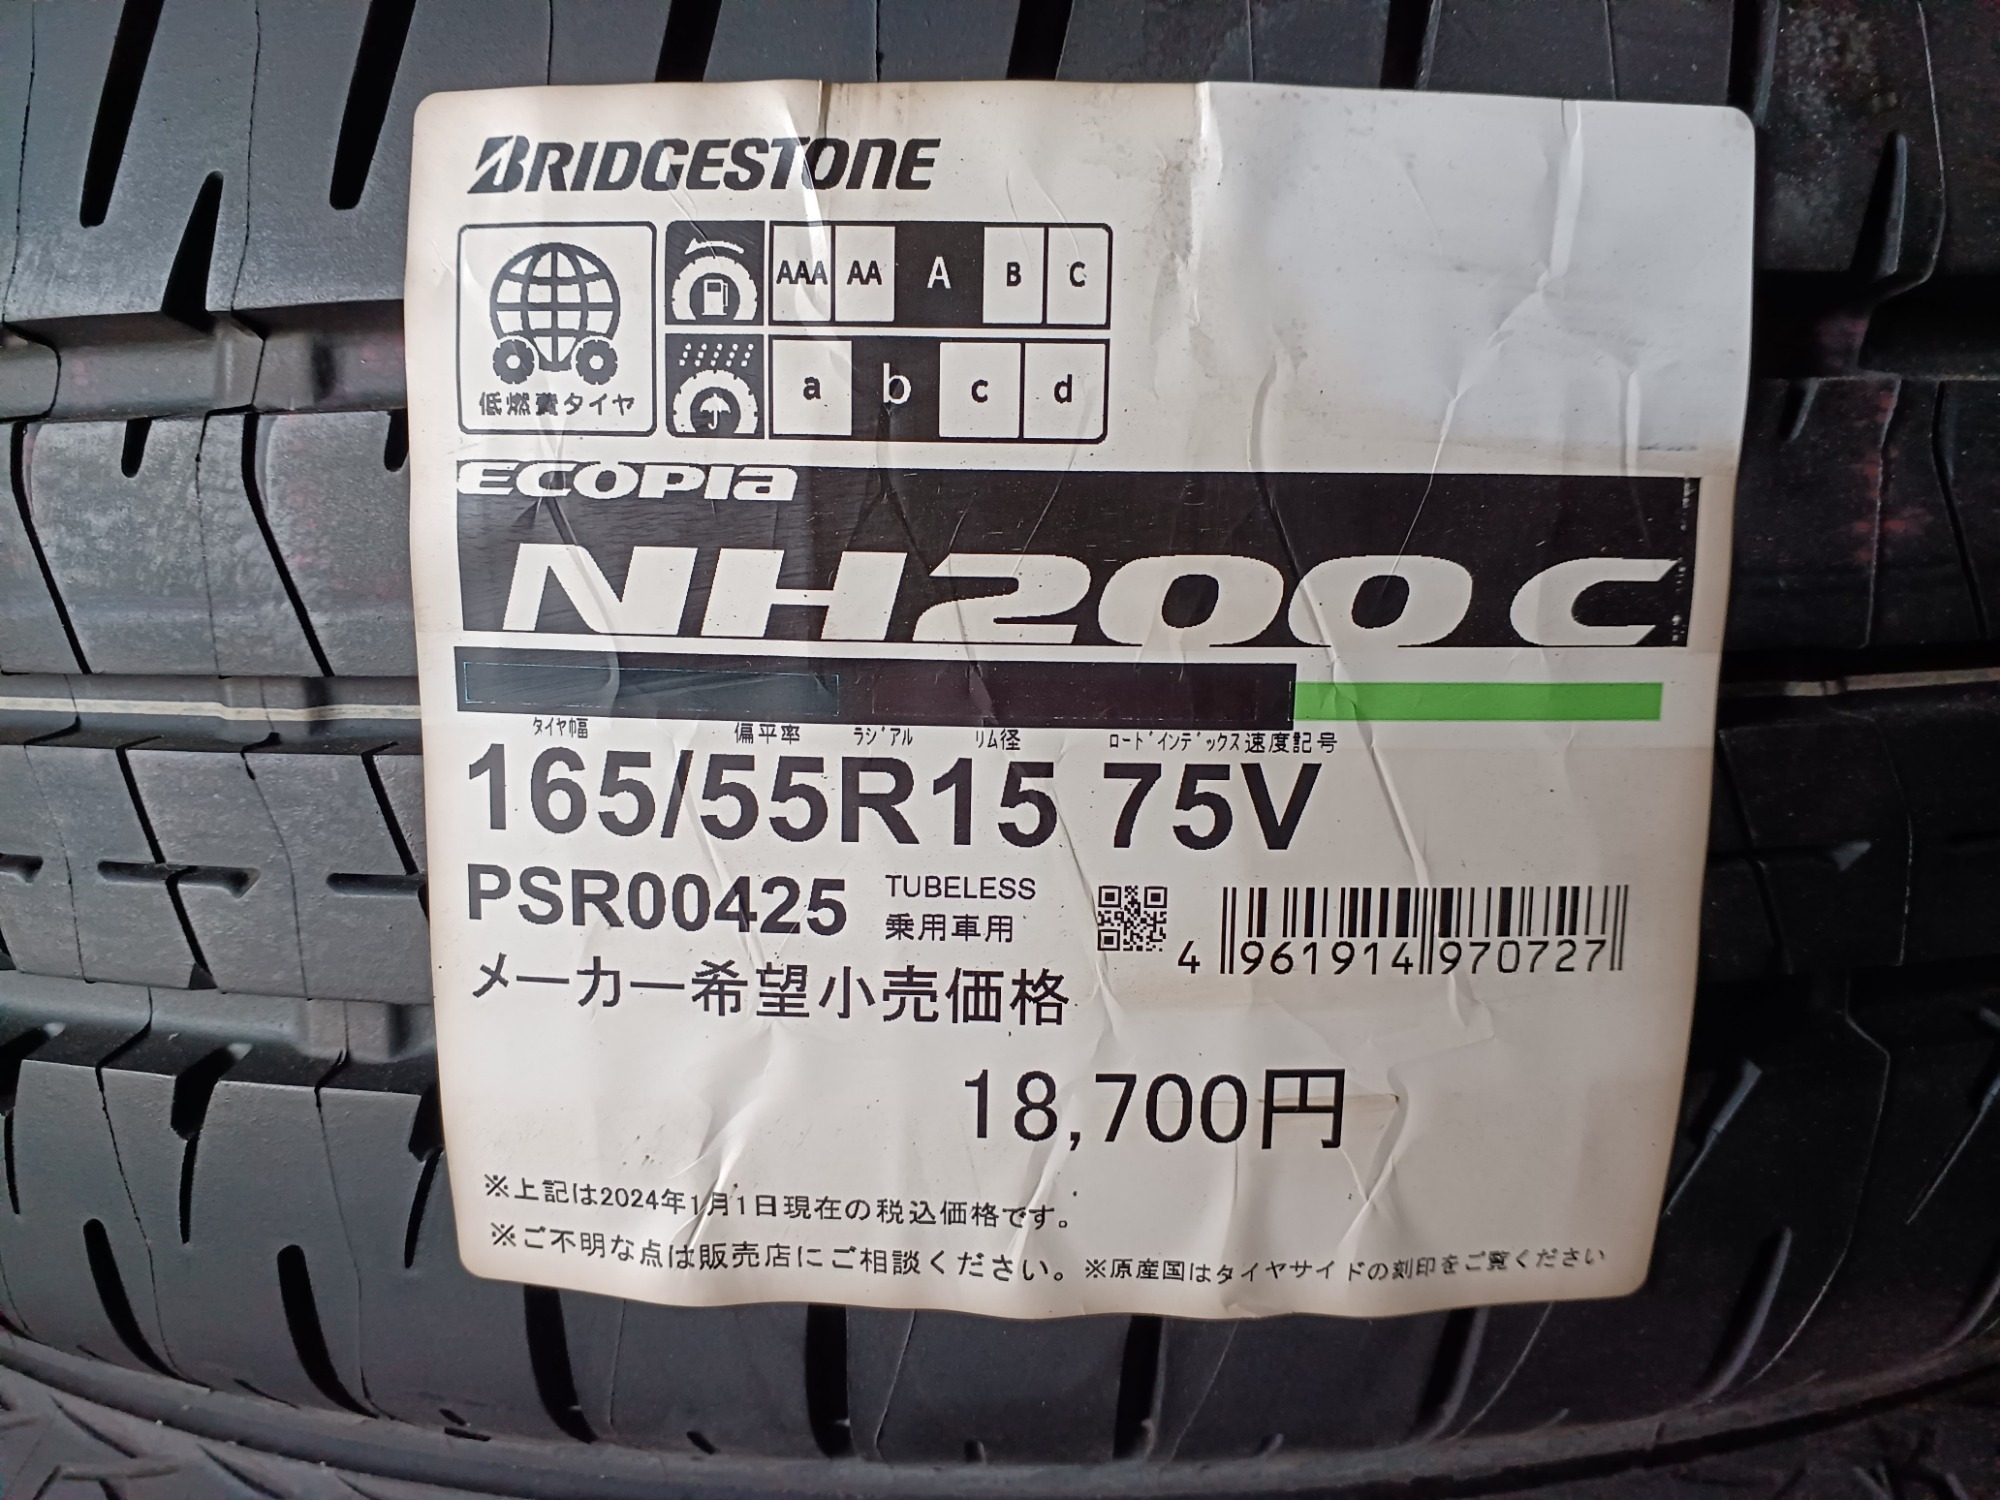 BRIDGESTONE
AAA AA A B C
低燃費タイヤ
a b c d
ECOPIA
NH200 C
タイヤ幅 偏平率 ラジアル リム径 ロードインデックス 速度記号
165/55R15 75V
PSR00425 TUBELESS
乗用車用
4 961914 970727
メーカー希望小売価格
18,700円
※上記は2024年1月1日現在の税込価格です。
※ご不明な点は販売店にご相談ください。 ※原産国はタイヤサイドの刻印をご覧ください